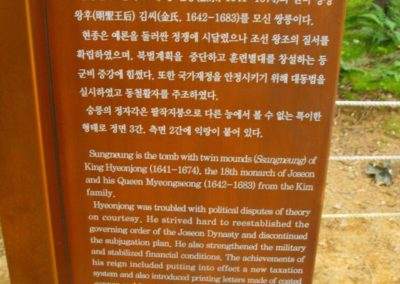 왕후(明聖王后) 김씨(金氏, 1642-1683)를 모신 쌍릉이다.
현종은 예론을 둘러싼 정쟁에 시달렸으나 조선 왕조의 질서를
확립하였으며, 북벌계획을 중단하고 훈련별대를 창설하는 등
군비 증강에 힘썼다. 또한 국가재정을 안정시키기 위해 대동법을
실시하였고 동철활자를 주조하였다.
숭릉의 정자각은 팔작지붕으로 다른 능에서 볼 수 없는 특이한
형태로 정면 3칸, 측면 2칸에 익랑이 붙어 있다.
Sungneung is the tomb with twin mounds (Ssangneung) of
King Hyeonjong (1641–1674), the 18th monarch of Joseon
and his Queen Myeongseong (1642–1683) from the Kim
family.
Hyeonjong was troubled with political disputes of theory
on courtesy. He strived hard to reestablished the
governing order of the Joseon Dynasty and discontinued
the subjugation plan, He also strengthened the military
and stabilized financial conditions, The achievements of
his reign included putting into effect a new taxation
system and also introduced printing letters made of coated